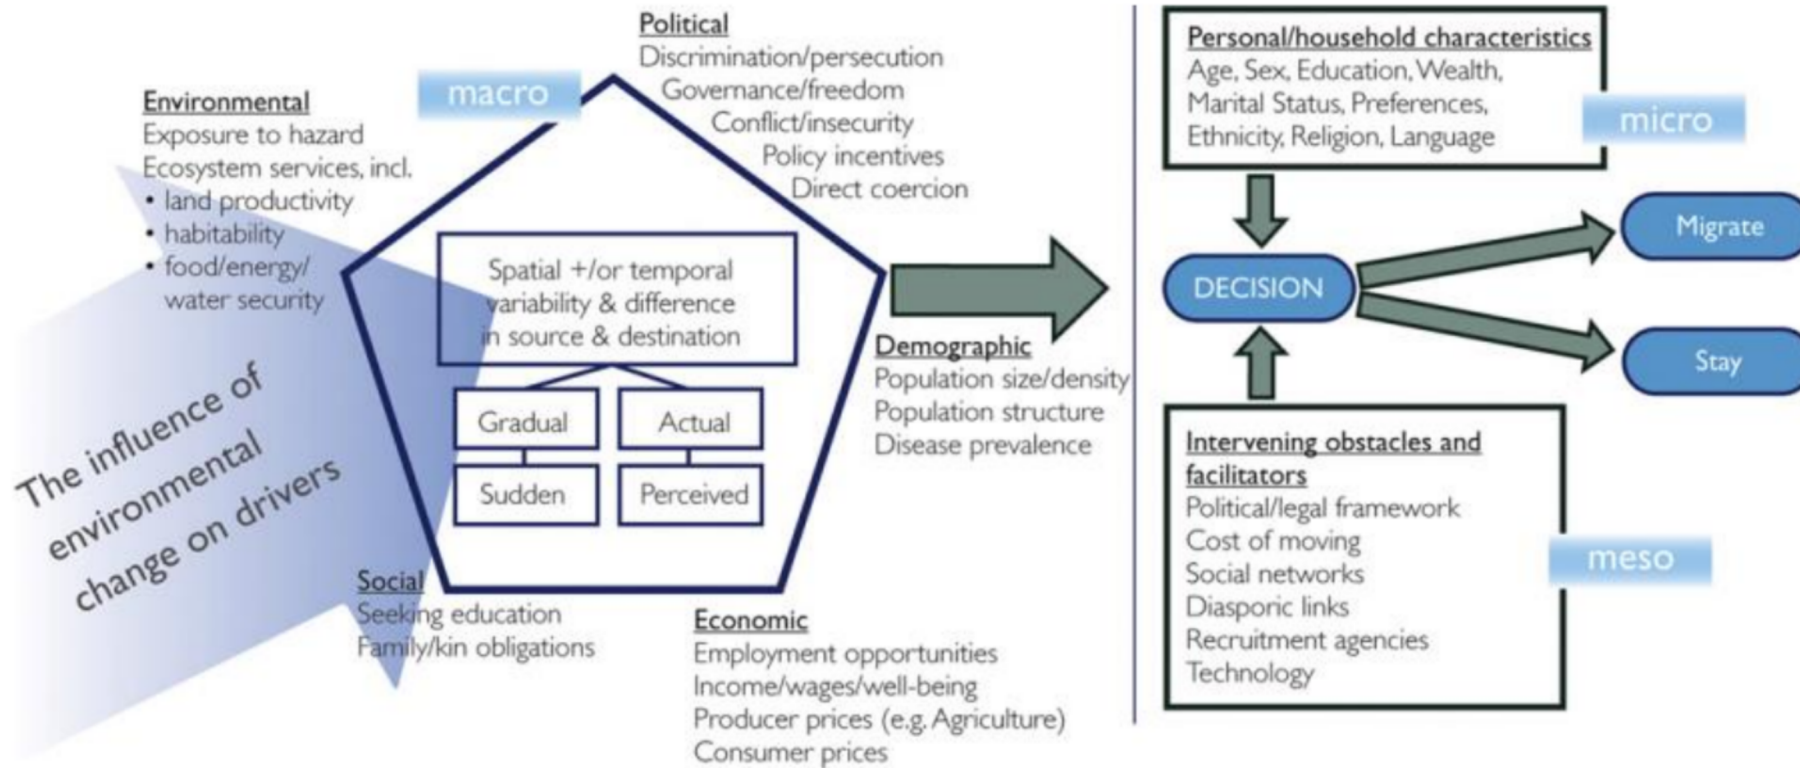 Political
Discrimination/persecution
Governance/freedom
Conflict/insecurity
Policy incentives
Direct coercion
macro
Environmental
Exposure to hazard
Ecosystem services, incl.
• land productivity
• habitability
• food/energy/
water security
Spatial +/or temporal
variability & difference
in source & destination
Gradual
Actual
Sudden
Perceived
The influence of
environmental
change on drivers
Demographic
Population size/density
Population structure
Disease prevalence
Social
Seeking education
Family/kin obligations
Economic
Employment opportunities
Income/wages/well-being
Producer prices (e.g. Agriculture)
Consumer prices
Personal/household characteristics
Age, Sex, Education, Wealth,
Marital Status, Preferences,
Ethnicity, Religion, Language
micro
DECISION
Migrate
Stay
Intervening obstacles and
facilitators
Political/legal framework
Cost of moving
Social networks
Diasporic links
Recruitment agencies
Technology
meso